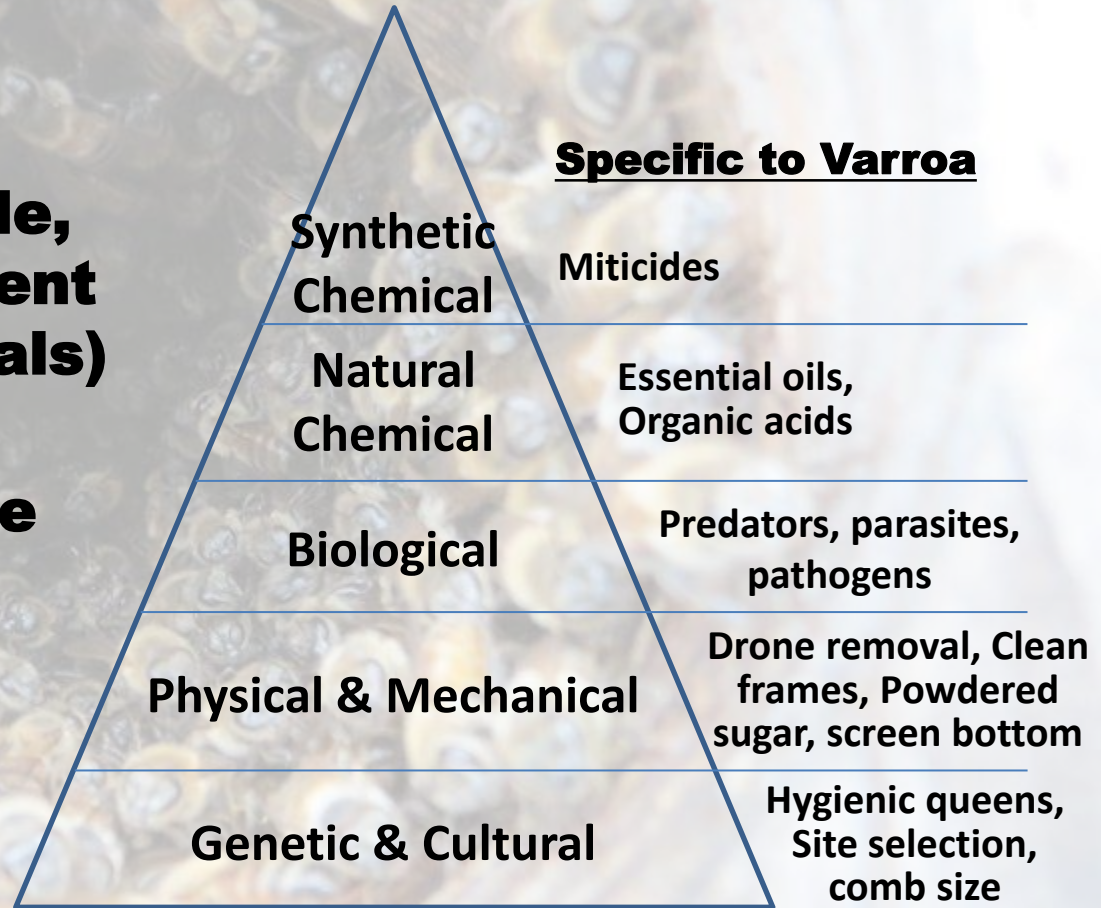 le,
ent
als)
e
Specific to Varroa
Synthetic
Chemical
Miticides
Natural
Chemical
Essential oils,
Organic acids
Biological
Predators, parasites,
pathogens
Physical & Mechanical
Drone removal, Clean
frames, Powdered
sugar, screen bottom
Genetic & Cultural
Hygienic queens,
Site selection,
comb size